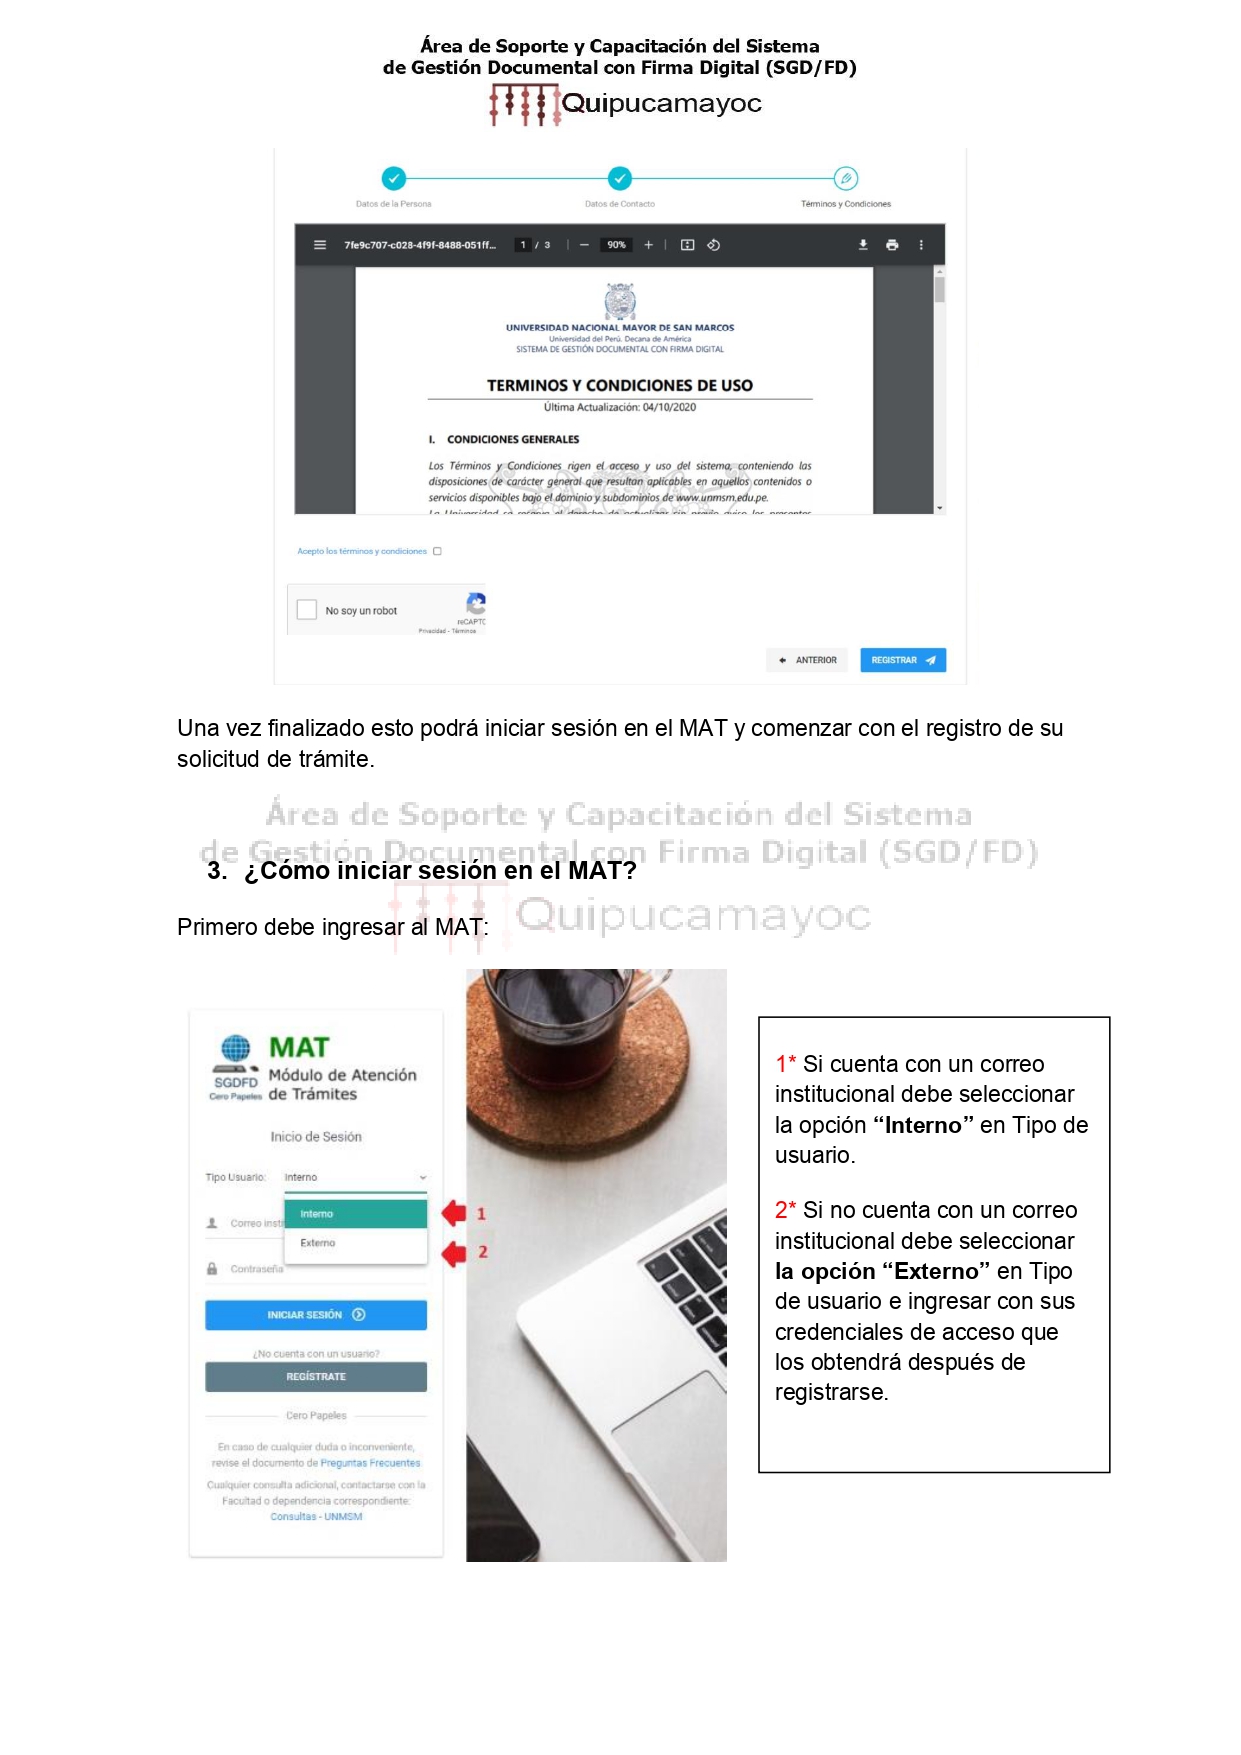 Área de Soporte y Capacitación del Sistema
de Gestión Documental con Firma Digital (SGD/FD)
Quipucamayoc
Datos de la Persona
Datos de Contacto
Términos y Condiciones
7fe9c707-c028-4f9f-8488-051ff...
1 / 3
90%
UNIVERSIDAD NACIONAL MAYOR DE SAN MARCOS
Universidad del Perú. Decana de América
SISTEMA DE GESTIÓN DOCUMENTAL CON FIRMA DIGITAL
TERMINOS Y CONDICIONES DE USO
Última Actualización: 04/10/2020
I. CONDICIONES GENERALES
Los Términos y Condiciones rigen el acceso y uso del sistema, conteniendo las
disposiciones de carácter general que resultan aplicables en aquellos contenidos o
servicios disponibles bajo el dominio y subdominios de www.unmsm.edu.pe.
La Universidad se reserva el derecho de actualizar sin previo aviso los presentes
Acepto los términos y condiciones
No soy un robot
reCAPTC
Privacidad - Términos
ANTERIOR
REGISTRAR
Una vez finalizado esto podrá iniciar sesión en el MAT y comenzar con el registro de su
solicitud de trámite.
Área de Soporte y Capacitación del Sistema
de Gestión Documental con Firma Digital (SGD/FD)
3. ¿Cómo iniciar sesión en el MAT?
Quipucamayoc
Primero debe ingresar al MAT:
MAT
Módulo de Atención
de Trámites
SGDFD
Cero Papeles
Inicio de Sesión
Tipo Usuario: Interno
Interno
Correo insti
Externo
Contraseña
1
2
INICIAR SESIÓN
¿No cuenta con un usuario?
REGÍSTRATE
Cero Papeles
En caso de cualquier duda o inconveniente,
revise el documento de Preguntas Frecuentes
Cualquier consulta adicional, contactarse con la
Facultad o dependencia correspondiente:
Consultas - UNMSM
1* Si cuenta con un correo
institucional debe seleccionar
la opción “Interno” en Tipo de
usuario.
2* Si no cuenta con un correo
institucional debe seleccionar
la opción “Externo” en Tipo
de usuario e ingresar con sus
credenciales de acceso que
los obtendrá después de
registrarse.